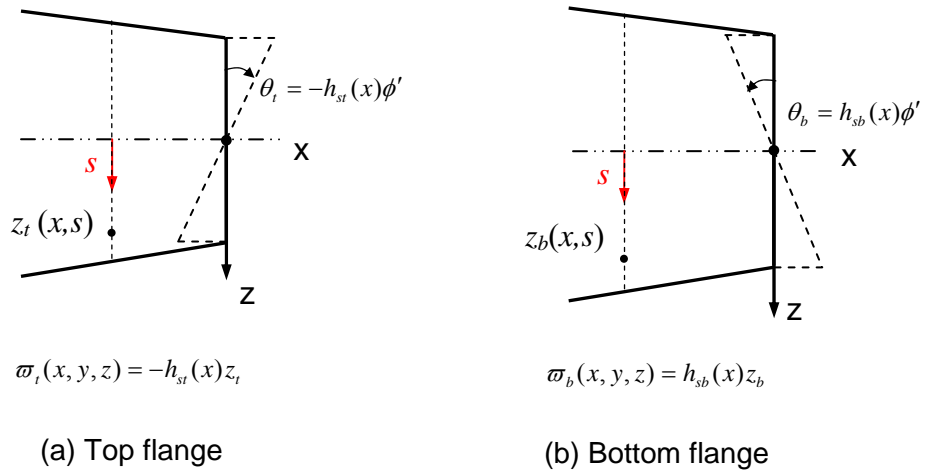 θ_t = −h_st(x)φ′
x
s
z_t (x,s)
z
ϖ_t(x, y, z) = −h_st(x)z_t
(a) Top flange
θ_b = h_sb(x)φ′
x
s
z_b(x,s)
z
ϖ_b(x, y, z) = h_sb(x)z_b
(b) Bottom flange